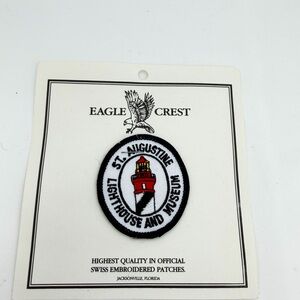 EAGLE CREST
ST. AUGUSTINE
LIGHTHOUSE AND MUSEUM
HIGHEST QUALITY IN OFFICIAL
SWISS EMBROIDERED PATCHES.
JACKSONVILLE, FLORIDA